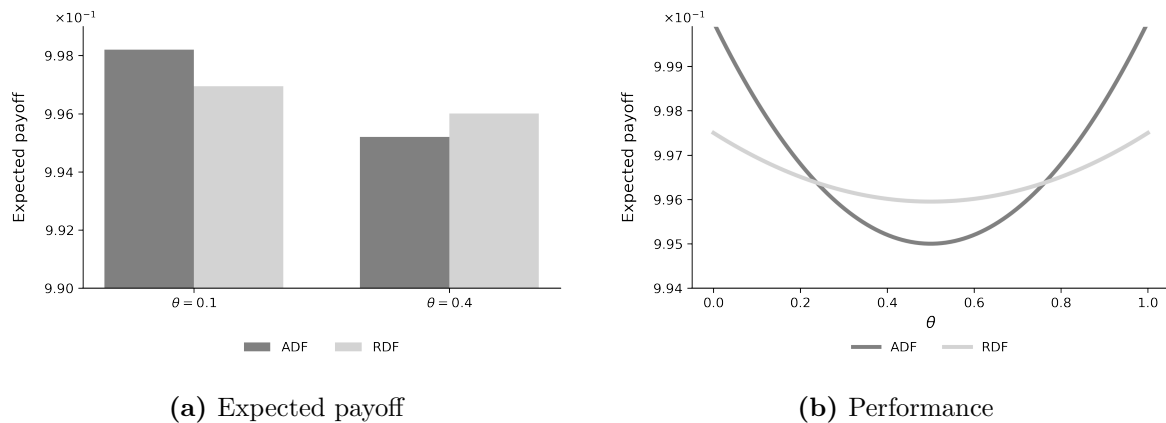 ×10⁻¹
9.98
9.96
9.94
9.92
9.90
Expected payoff
θ = 0.1
θ = 0.4
ADF
RDF
(a) Expected payoff
×10⁻¹
9.99
9.98
9.97
9.96
9.95
9.94
Expected payoff
0.0 0.2 0.4 0.6 0.8 1.0
θ
ADF
RDF
(b) Performance